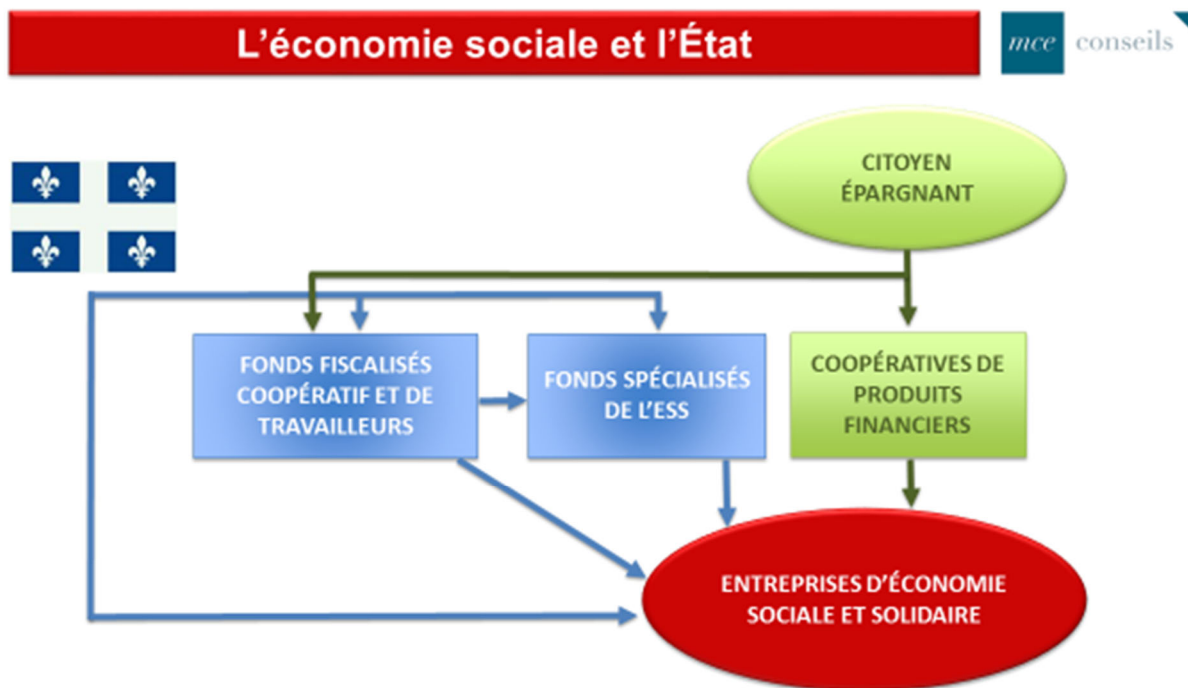 L'économie sociale et l'État
mce conseils
CITOYEN
ÉPARGNANT
FONDS FISCALISÉS
COOPÉRATIF ET DE
TRAVAILLEURS
FONDS SPÉCIALISÉS
DE L'ESS
COOPÉRATIVES DE
PRODUITS
FINANCIERS
ENTREPRISES D'ÉCONOMIE
SOCIALE ET SOLIDAIRE